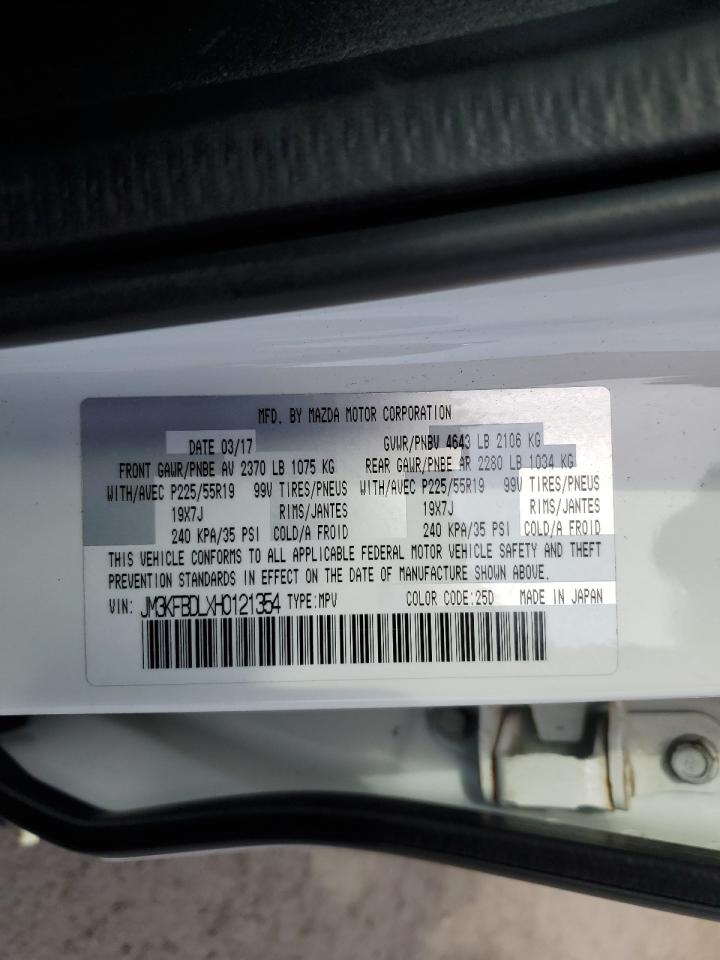 MFD. BY MAZDA MOTOR CORPORATION
DATE 03/17 GVWR/PNBV 4643 LB 2106 KG
FRONT GAWR/PNBE AV 2370 LB 1075 KG REAR GAWR/PNBE AR 2280 LB 1034 KG
WITH/AVEC P225/55R19 99V TIRES/PNEUS WITH/AVEC P225/55R19 99V TIRES/PNEUS
19X7J RIMS/JANTES 19X7J RIMS/JANTES
240 KPA/35 PSI COLD/A FROID 240 KPA/35 PSI COLD/A FROID
THIS VEHICLE CONFORMS TO ALL APPLICABLE FEDERAL MOTOR VEHICLE SAFETY AND THEFT
PREVENTION STANDARDS IN EFFECT ON THE DATE OF MANUFACTURE SHOWN ABOVE.
VIN: JM3KFBDLXH0121354 TYPE:MPV COLOR CODE:25D MADE IN JAPAN